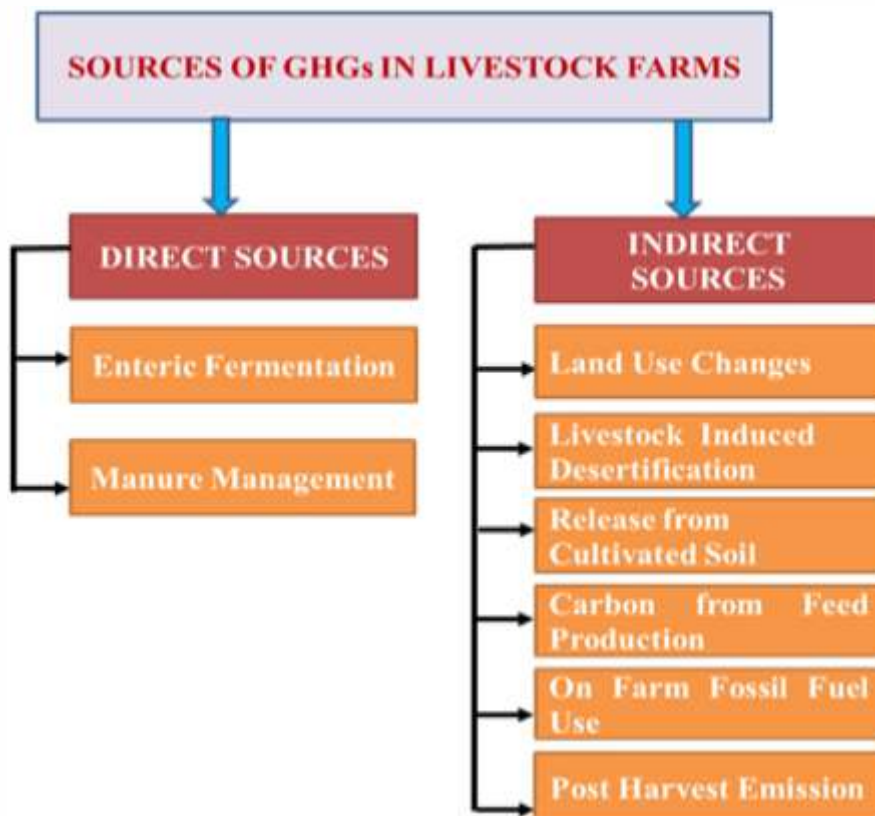 SOURCES OF GHGs IN LIVESTOCK FARMS
DIRECT SOURCES
Enteric Fermentation
Manure Management
INDIRECT
SOURCES
Land Use Changes
Livestock Induced
Desertification
Release from
Cultivated Soil
Carbon from Feed
Production
On Farm Fossil Fuel
Use
Post Harvest Emission